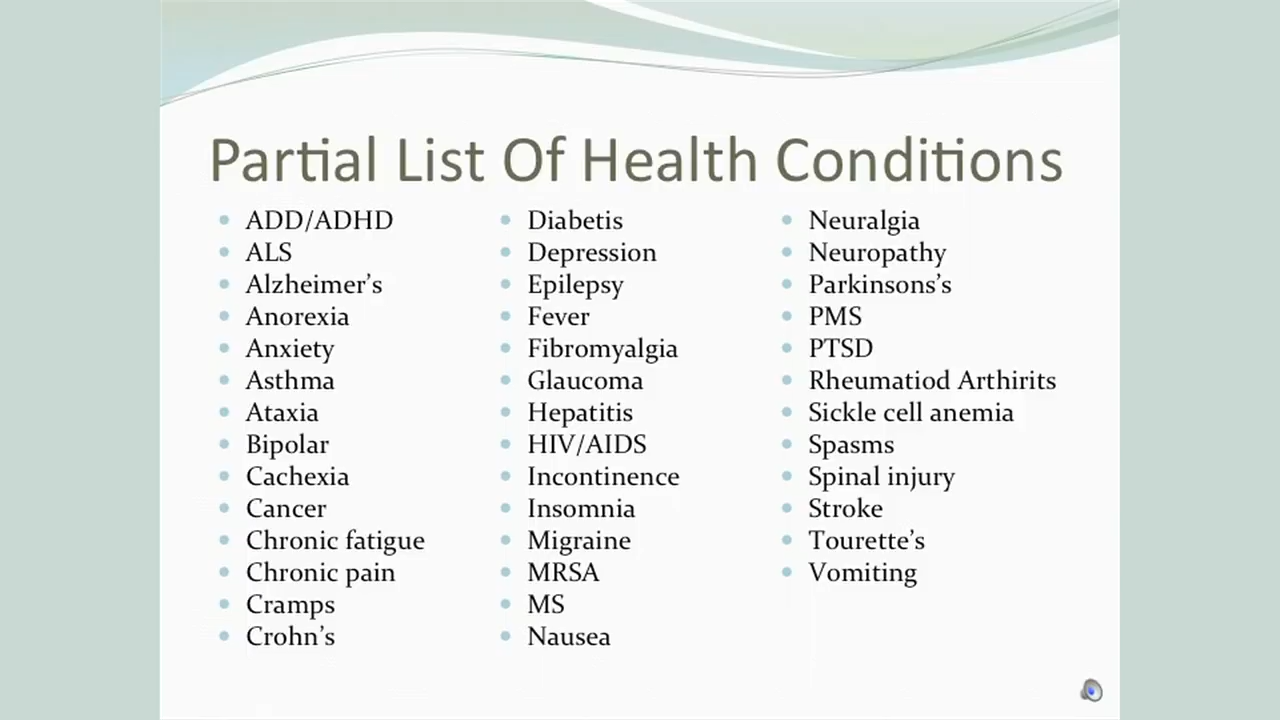 Partial List Of Health Conditions
ADD/ADHD
ALS
Alzheimer’s
Anorexia
Anxiety
Asthma
Ataxia
Bipolar
Cachexia
Cancer
Chronic fatigue
Chronic pain
Cramps
Crohn’s
Diabetis
Depression
Epilepsy
Fever
Fibromyalgia
Glaucoma
Hepatitis
HIV/AIDS
Incontinence
Insomnia
Migraine
MRSA
MS
Nausea
Neuralgia
Neuropathy
Parkinsons’s
PMS
PTSD
Rheumatiod Arthirits
Sickle cell anemia
Spasms
Spinal injury
Stroke
Tourette’s
Vomiting